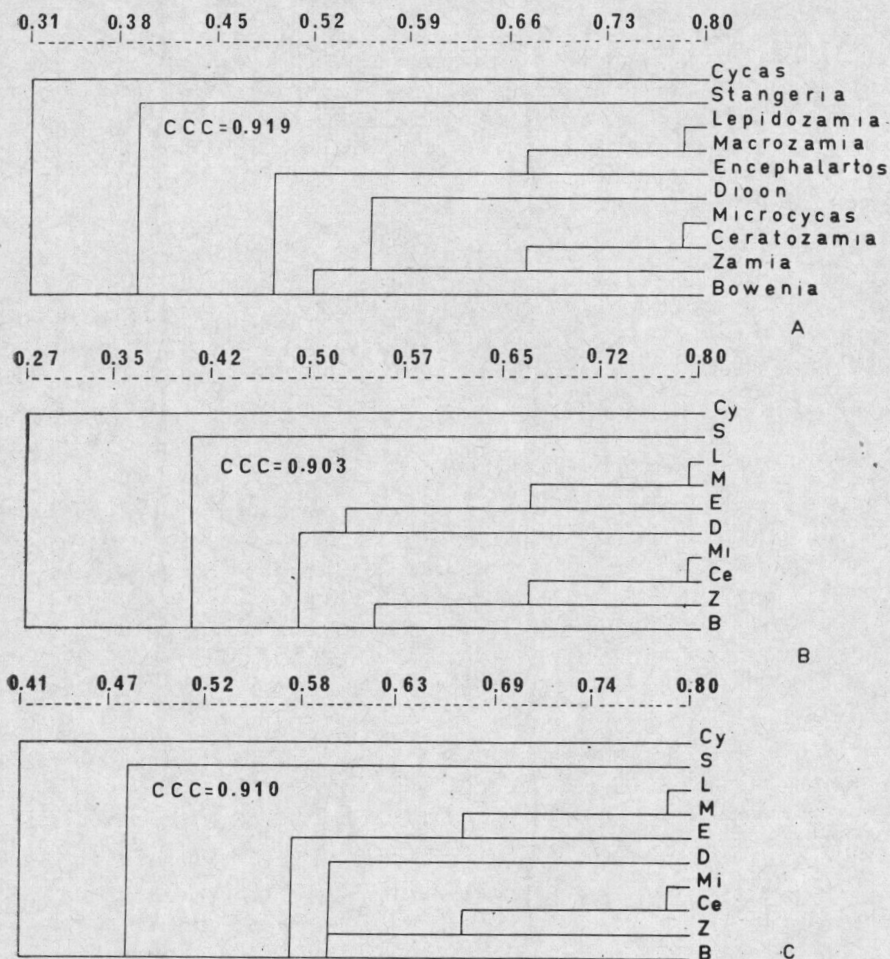 0.31 0.38 0.45 0.52 0.59 0.66 0.73 0.80
Cycas
Stangeria
CCC=0.919
Lepidozamia
Macrozamia
Encephalartos
Dioon
Microcycas
Ceratozamia
Zamia
Bowenia
A
0.27 0.35 0.42 0.50 0.57 0.65 0.72 0.80
Cy
S
CCC=0.903
L
M
E
D
Mi
Ce
Z
B
B
0.41 0.47 0.52 0.58 0.63 0.69 0.74 0.80
Cy
S
CCC=0.910
L
M
E
D
Mi
Ce
Z
B
C